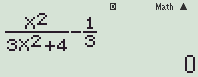 D Math ▲
x²/(3x²+4) - 1/3
0